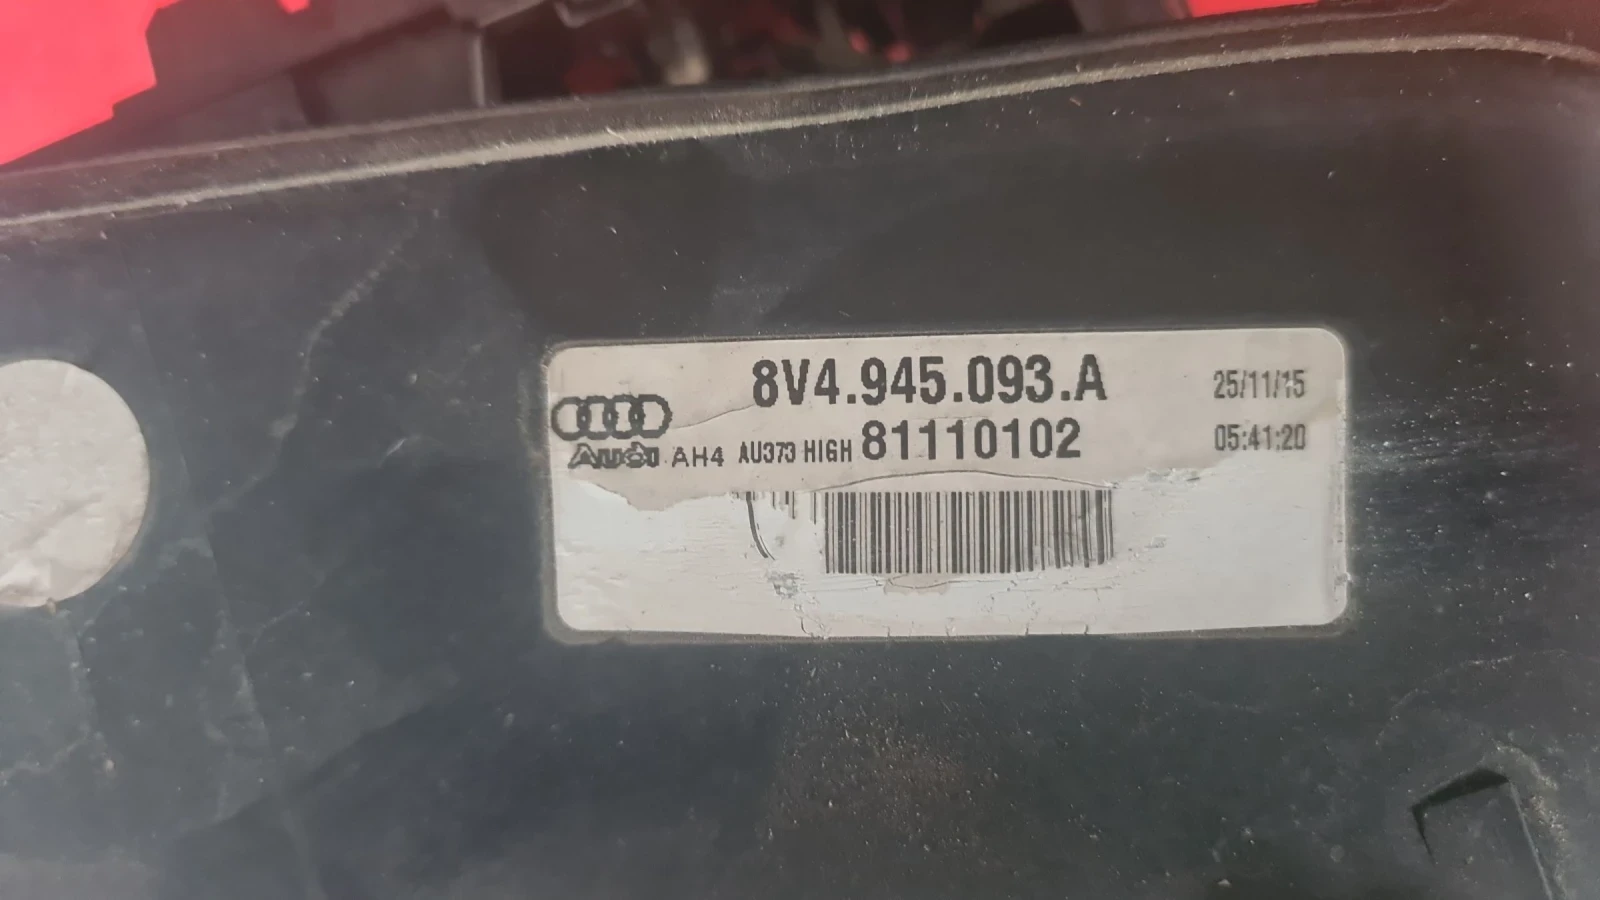 8V4.945.093.A
25/11/15
Audi AH4 AU373 HIGH 81110102
05:41:20